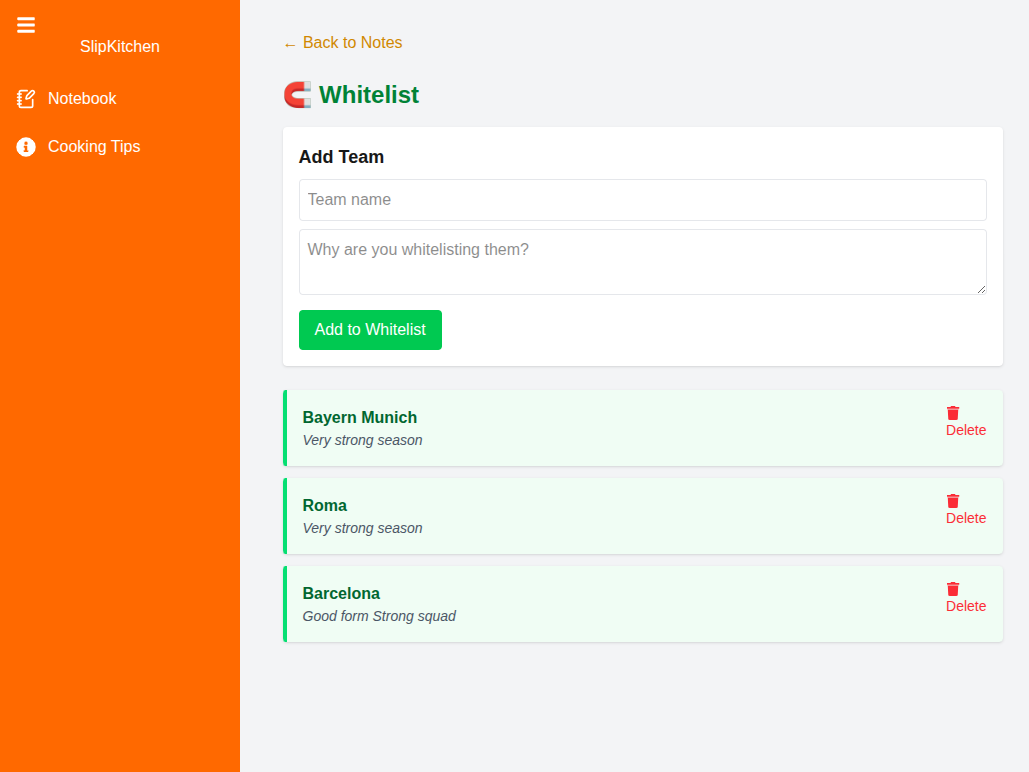 SlipKitchen
Notebook
Cooking Tips
← Back to Notes
🧲 Whitelist
Add Team
Team name
Why are you whitelisting them?
Add to Whitelist
Bayern Munich
Very strong season
Delete
Roma
Very strong season
Delete
Barcelona
Good form Strong squad
Delete